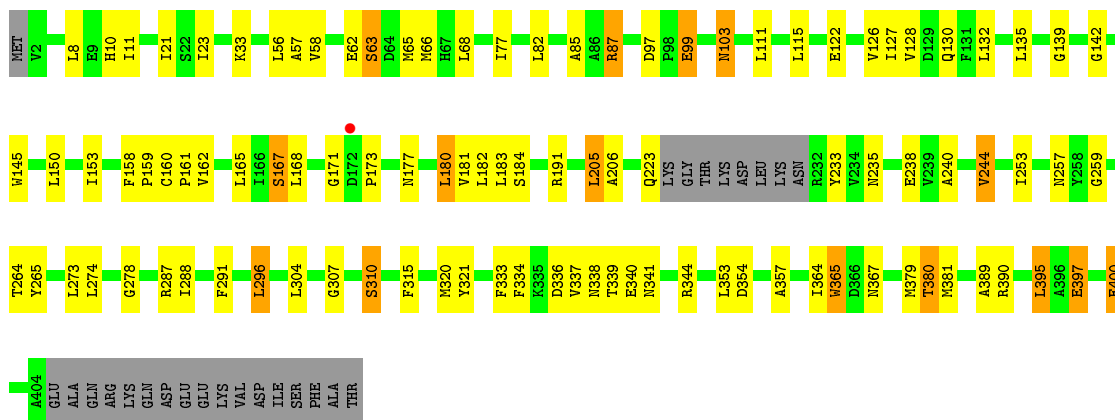 MET V2 L8 E9 H10 I11 I21 S22 I23 K33 L56 A57 V58 E62 S63 D64 M65 M66 H67 L68 I77 L82 A85 A86 R87 D97 P98 E99 N103 L111 L115 E122 V126 I127 V128 D129 Q130 F131 L132 L135 G139 G142
W145 L150 I153 F158 P159 C160 P161 V162 L165 I166 S167 L168 G171 D172 P173 N177 L180 V181 L182 L183 S184 R191 L205 A206 Q223 LYS GLY THR LYS ASP LEU LYS ASN R232 Y233 V234 N235 E238 V239 A240 V244 I253 N257 Y258 G259
T264 Y265 L273 L274 G278 R287 I288 F291 L296 L304 G307 S310 F315 M320 Y321 F333 F334 K335 D336 V337 N338 T339 E340 N341 R344 L353 D354 A357 I364 W365 D366 N367 M379 T380 M381 A389 R390 L395 A396 E397
A404 GLU ALA GLN ARG LYS GLN ASP GLU GLU LYS VAL ASP ILE SER PHE ALA THR